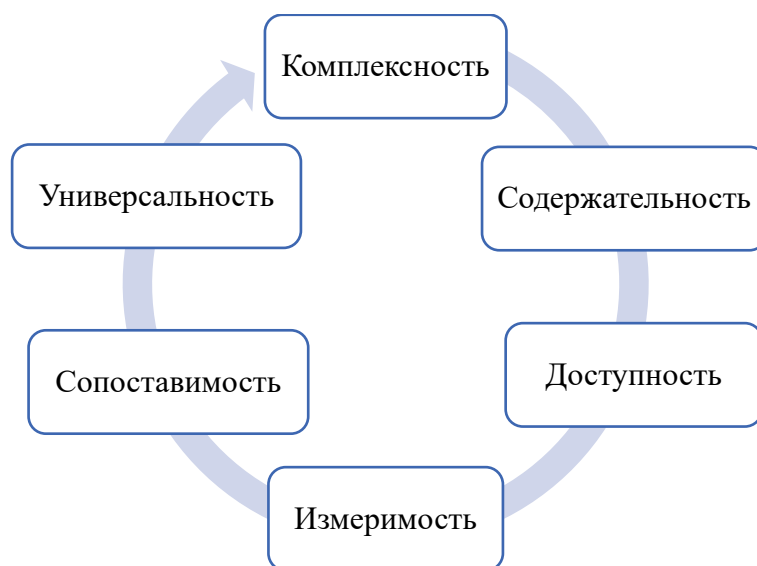 Комплексность
Содержательность
Доступность
Измеримость
Сопоставимость
Универсальность